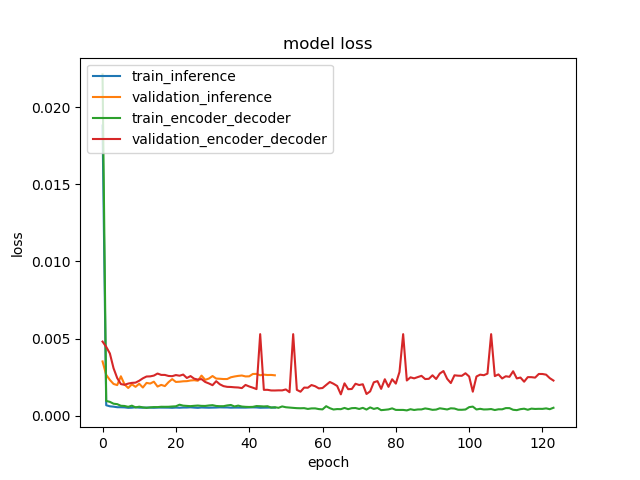 model loss
train_inference
validation_inference
train_encoder_decoder
validation_encoder_decoder
0.020
0.015
0.010
0.005
0.000
loss
0 20 40 60 80 100 120
epoch